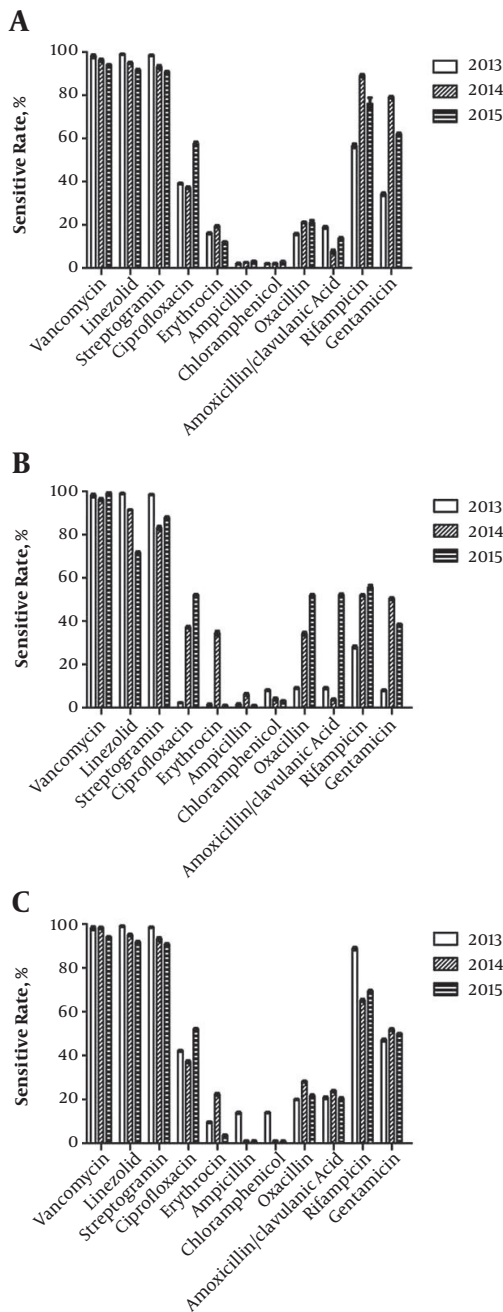 A
Sensitive Rate, %
100
80
60
40
20
0
2013
2014
2015
Vancomycin
Linezolid
Streptogramin
Ciprofloxacin
Erythrocin
Ampicillin
Chloramphenicol
Oxacillin
Amoxicillin/clavulanic Acid
Rifampicin
Gentamicin
B
Sensitive Rate, %
100
80
60
40
20
0
2013
2014
2015
Vancomycin
Linezolid
Streptogramin
Ciprofloxacin
Erythrocin
Ampicillin
Chloramphenicol
Oxacillin
Amoxicillin/clavulanic Acid
Rifampicin
Gentamicin
C
Sensitive Rate, %
100
80
60
40
20
0
2013
2014
2015
Vancomycin
Linezolid
Streptogramin
Ciprofloxacin
Erythrocin
Ampicillin
Chloramphenicol
Oxacillin
Amoxicillin/clavulanic Acid
Rifampicin
Gentamicin